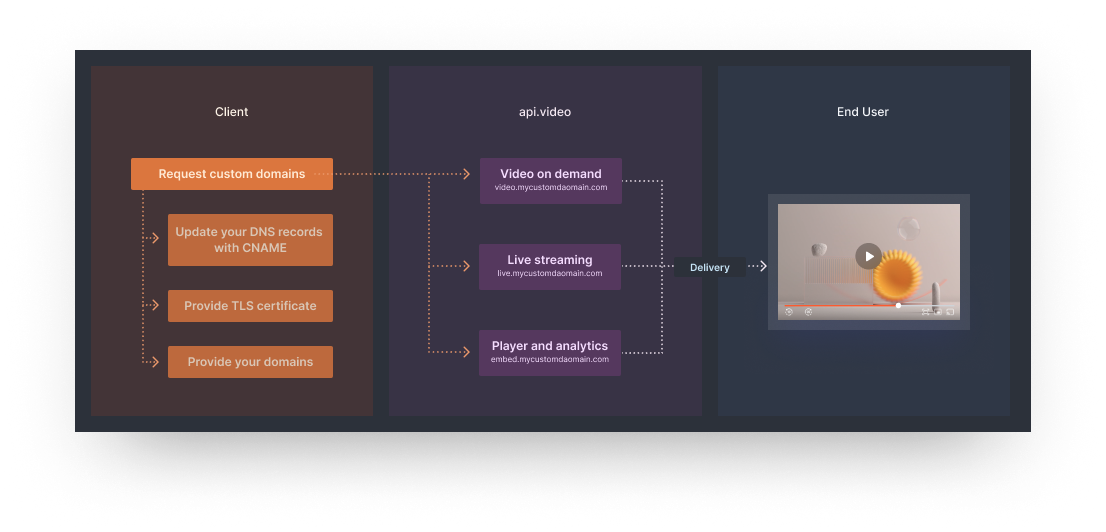 Client
Request custom domains
Update your DNS records
with CNAME
Provide TLS certificate
Provide your domains
api.video
Video on demand
video.mycustomdaomain.com
Live streaming
live.mycustomdaomain.com
Player and analytics
embed.mycustomdaomain.com
Delivery
End User